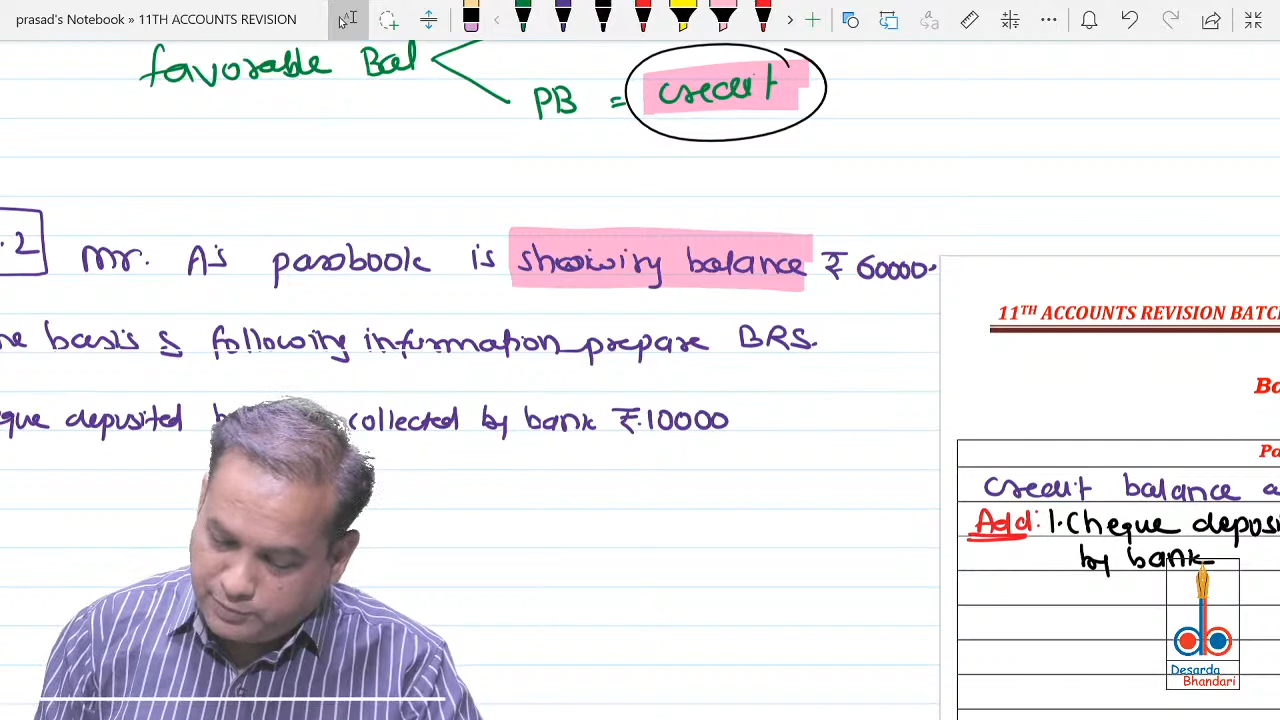 prasad's Notebook » 11TH ACCOUNTS REVISION
favorable Bal
PB = credit
.2 Mr. A's passbook is showing balance ₹ 60000.
basis of following information prepare BRS.
deposited collected by bank ₹.10000
11TH ACCOUNTS REVISION BATC
credit balance a
Add: 1. Cheque deposi
by bank
Desarda
Bhandari